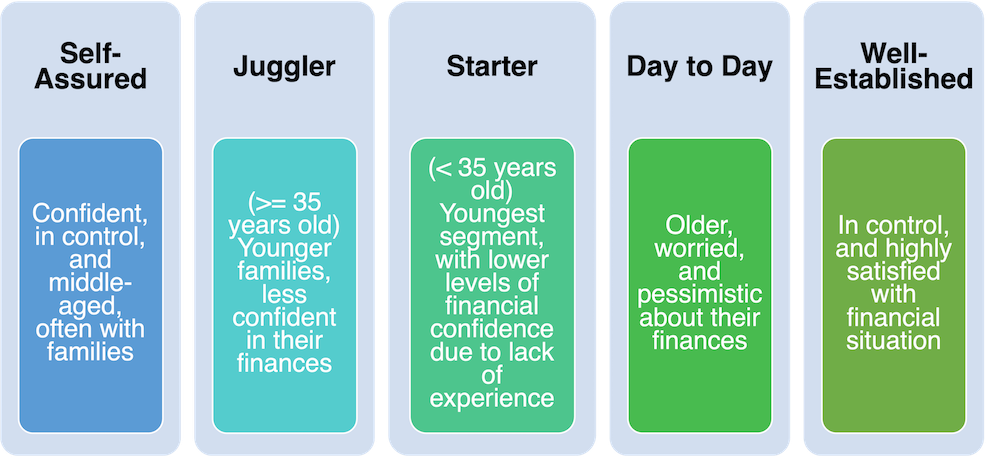 Self-
Assured
Confident,
in control,
and
middle-
aged,
often with
families
Juggler
(>= 35
years old)
Younger
families,
less
confident
in their
finances
Starter
(< 35 years
old)
Youngest
segment,
with lower
levels of
financial
confidence
due to lack
of
experience
Day to Day
Older,
worried,
and
pessimistic
about their
finances
Well-
Established
In control,
and highly
satisfied
with
financial
situation